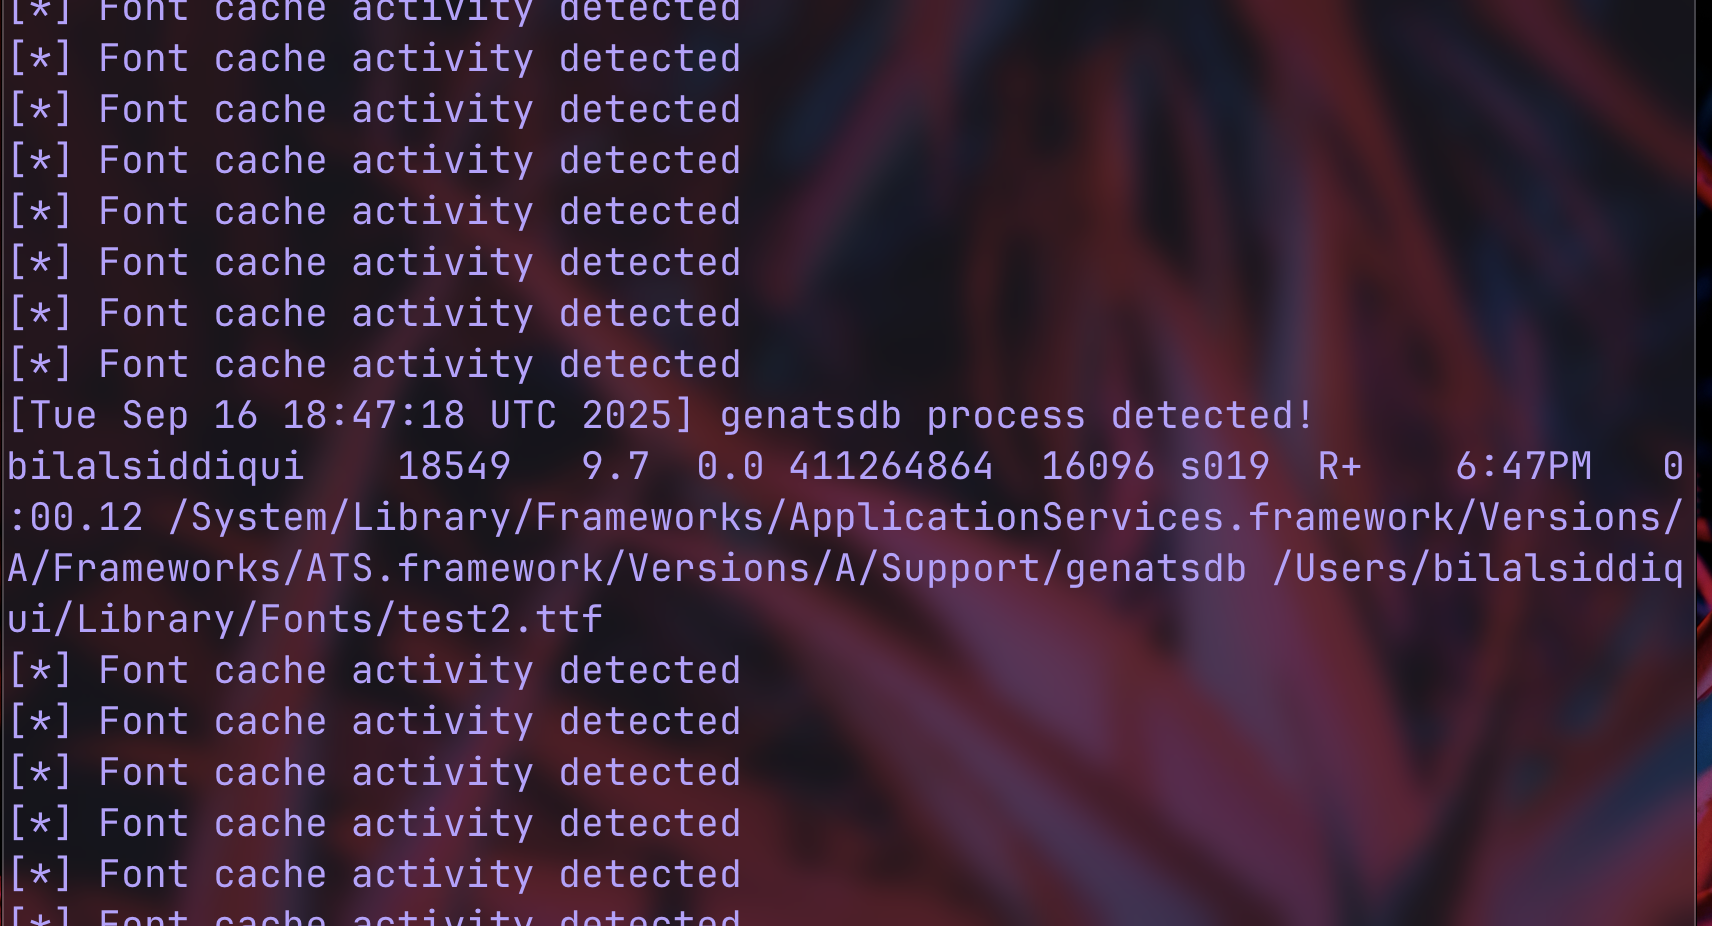 [*] Font cache activity detected
[*] Font cache activity detected
[*] Font cache activity detected
[*] Font cache activity detected
[*] Font cache activity detected
[*] Font cache activity detected
[*] Font cache activity detected
[*] Font cache activity detected
[Tue Sep 16 18:47:18 UTC 2025] genatsdb process detected!
bilalsiddiqui    18549   9.7  0.0 411264864  16096 s019  R+    6:47PM   0
:00.12 /System/Library/Frameworks/ApplicationServices.framework/Versions/
A/Frameworks/ATS.framework/Versions/A/Support/genatsdb /Users/bilalsiddiq
ui/Library/Fonts/test2.ttf
[*] Font cache activity detected
[*] Font cache activity detected
[*] Font cache activity detected
[*] Font cache activity detected
[*] Font cache activity detected
[*] Font cache activity detected